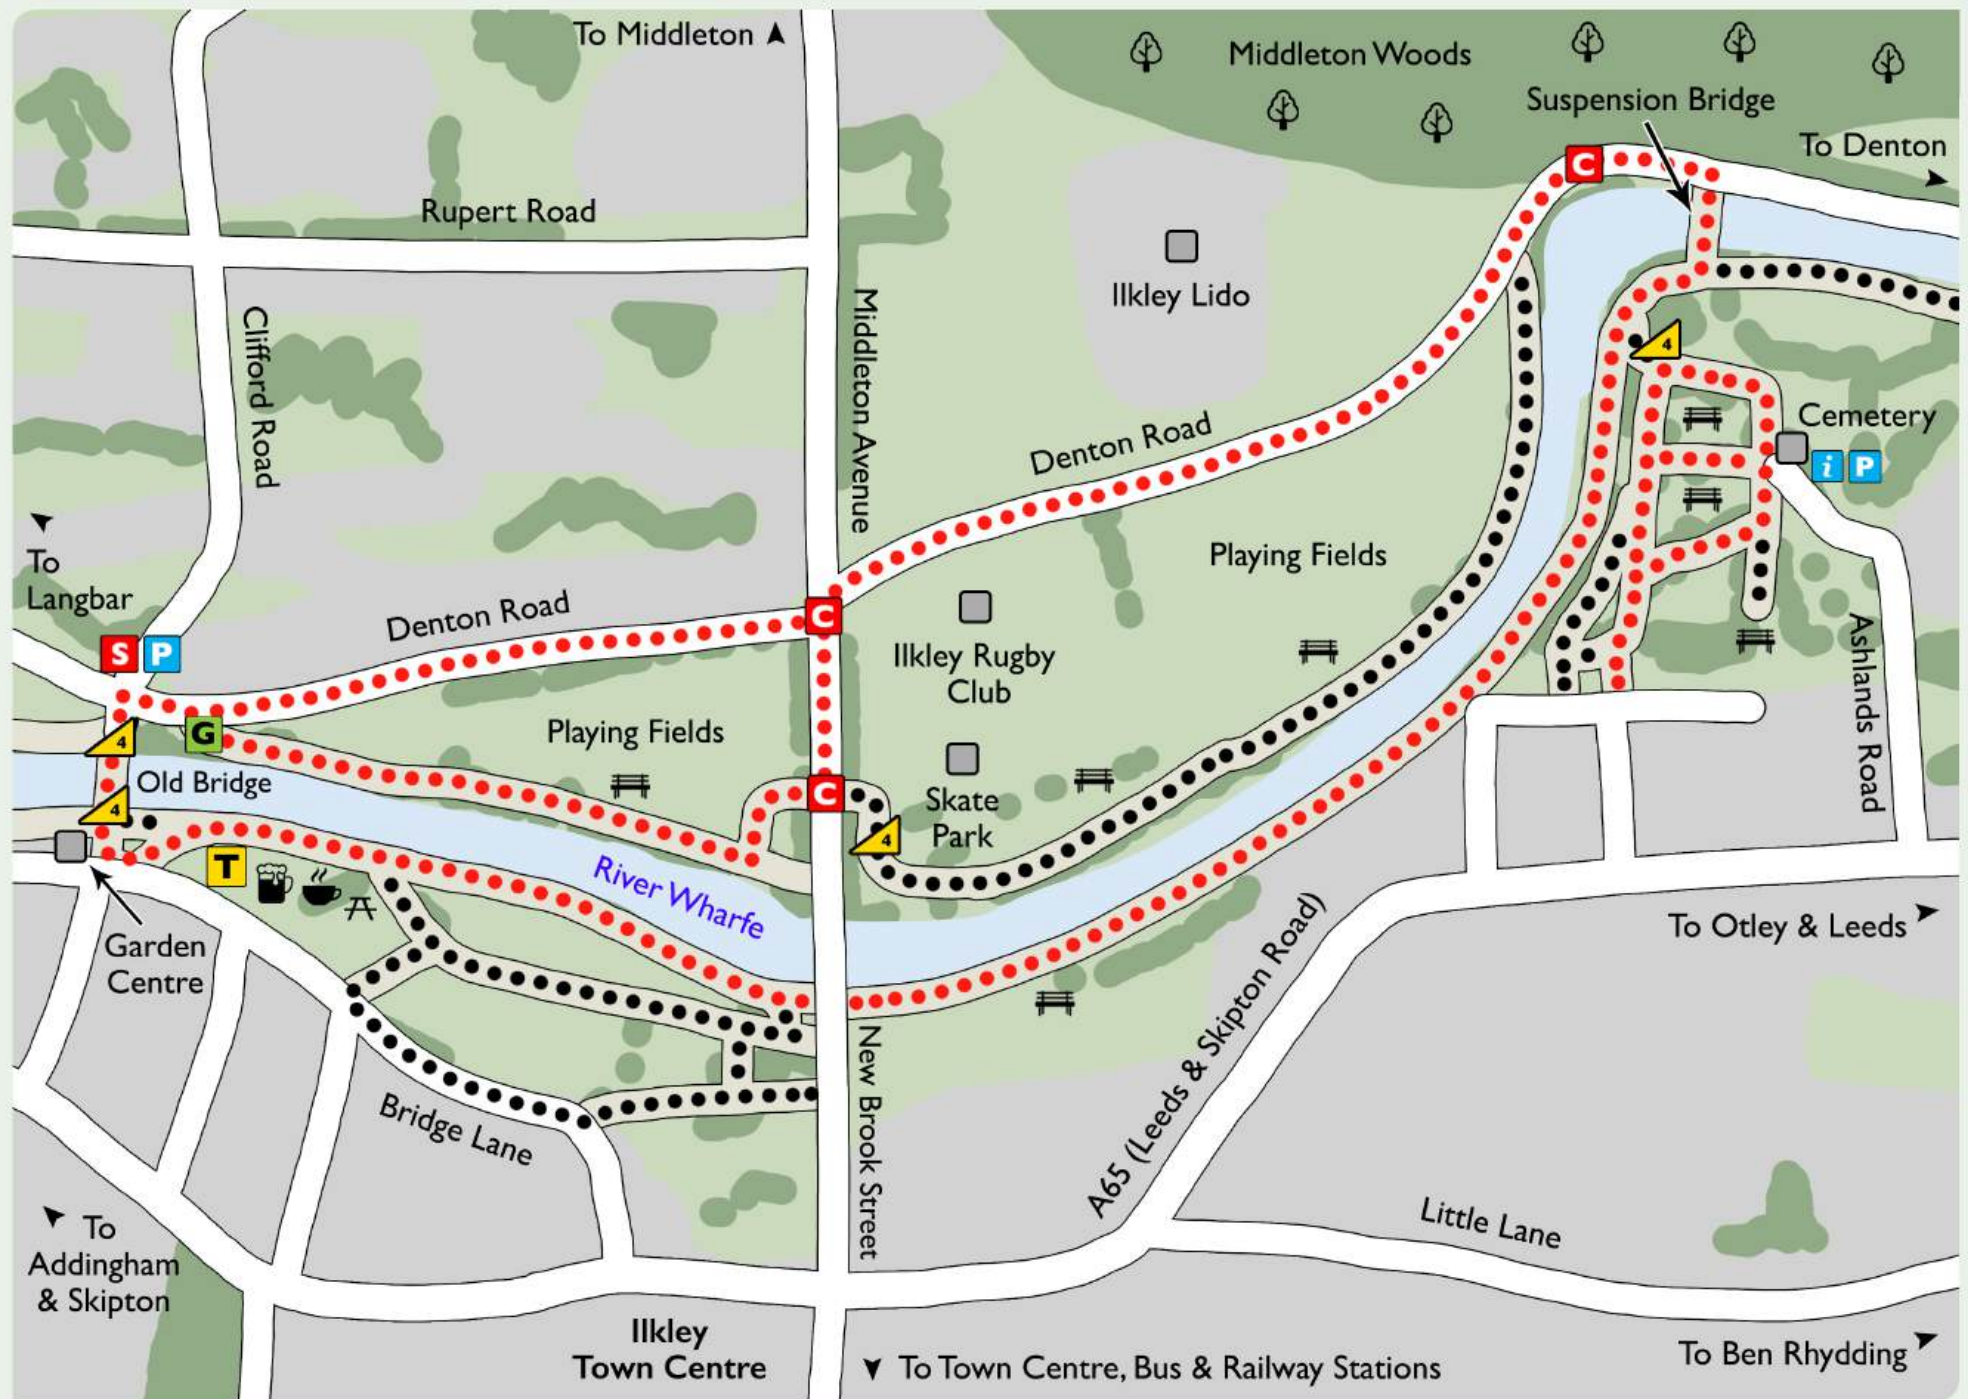 To Middleton
Middleton Woods
Suspension Bridge
To Denton
C
Rupert Road
Ilkley Lido
Clifford Road
Middleton Avenue
4
Denton Road
Cemetery
i P
To
Langbar
Playing Fields
Denton Road
C
S P
Ilkley Rugby
Club
Ashlands Road
G
Playing Fields
4
Old Bridge
C
Skate
Park
4
4
T
River Wharfe
Garden
Centre
To Otley & Leeds
A65 (Leeds & Skipton Road)
New Brook Street
Bridge Lane
Little Lane
To
Addingham
& Skipton
Ilkley
Town Centre
To Town Centre, Bus & Railway Stations
To Ben Rhydding